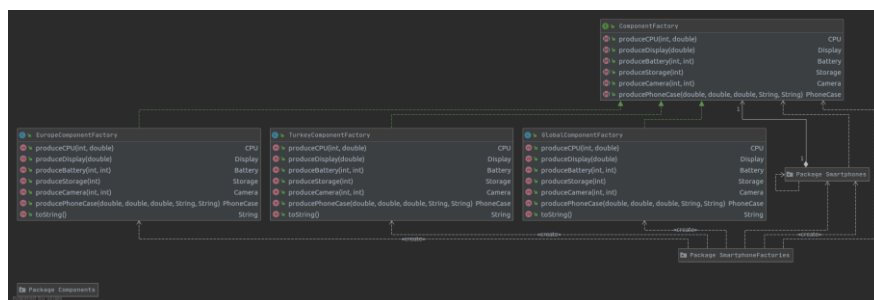 ComponentFactory
produceCPU(int, double) CPU
produceDisplay(double) Display
produceBattery(int, int) Battery
produceStorage(int) Storage
produceCamera(int, int) Camera
producePhoneCase(double, double, double, String, String) PhoneCase
1
EuropeComponentFactory
produceCPU(int, double) CPU
produceDisplay(double) Display
produceBattery(int, int) Battery
produceStorage(int) Storage
produceCamera(int, int) Camera
producePhoneCase(double, double, double, String, String) PhoneCase
toString() String
TurkeyComponentFactory
produceCPU(int, double) CPU
produceDisplay(double) Display
produceBattery(int, int) Battery
produceStorage(int) Storage
produceCamera(int, int) Camera
producePhoneCase(double, double, double, String, String) PhoneCase
toString() String
GlobalComponentFactory
produceCPU(int, double) CPU
produceDisplay(double) Display
produceBattery(int, int) Battery
produceStorage(int) Storage
produceCamera(int, int) Camera
producePhoneCase(double, double, double, String, String) PhoneCase
toString() String
1
Package Smartphones
«create»
«create»
«create»
«create»
Package SmartphoneFactories
Package Components